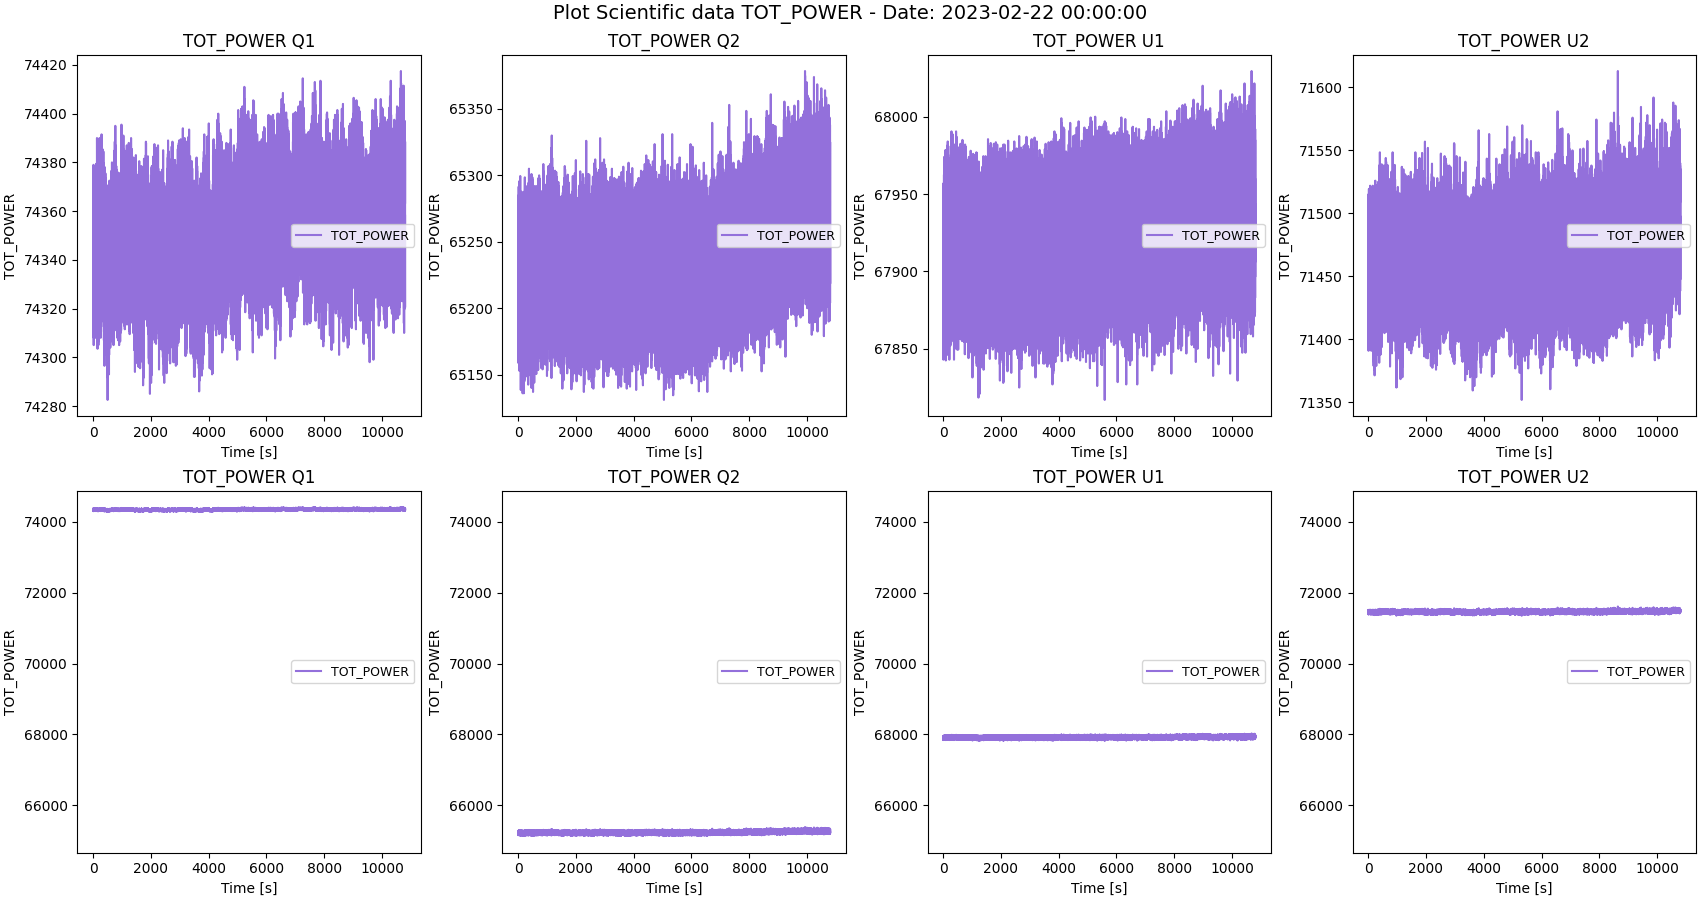 Plot Scientific data TOT_POWER - Date: 2023-02-22 00:00:00
TOT_POWER Q1
TOT_POWER Q2
TOT_POWER U1
TOT_POWER U2
74420
74400
74380
74360
74340
74320
74300
74280
TOT_POWER
TOT_POWER
0 2000 4000 6000 8000 10000
Time [s]
65350
65300
65250
65200
65150
TOT_POWER
TOT_POWER
0 2000 4000 6000 8000 10000
Time [s]
68000
67950
67900
67850
TOT_POWER
TOT_POWER
0 2000 4000 6000 8000 10000
Time [s]
71600
71550
71500
71450
71400
71350
TOT_POWER
TOT_POWER
0 2000 4000 6000 8000 10000
Time [s]
TOT_POWER Q1
TOT_POWER Q2
TOT_POWER U1
TOT_POWER U2
74000
72000
70000
68000
66000
TOT_POWER
TOT_POWER
0 2000 4000 6000 8000 10000
Time [s]
74000
72000
70000
68000
66000
TOT_POWER
TOT_POWER
0 2000 4000 6000 8000 10000
Time [s]
74000
72000
70000
68000
66000
TOT_POWER
TOT_POWER
0 2000 4000 6000 8000 10000
Time [s]
74000
72000
70000
68000
66000
TOT_POWER
TOT_POWER
0 2000 4000 6000 8000 10000
Time [s]